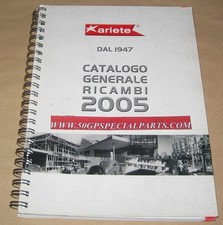 ariete
DAL 1947
CATALOGO
GENERALE
RICAMBI
2005
WWW.50GPSPECIALPARTS.COM